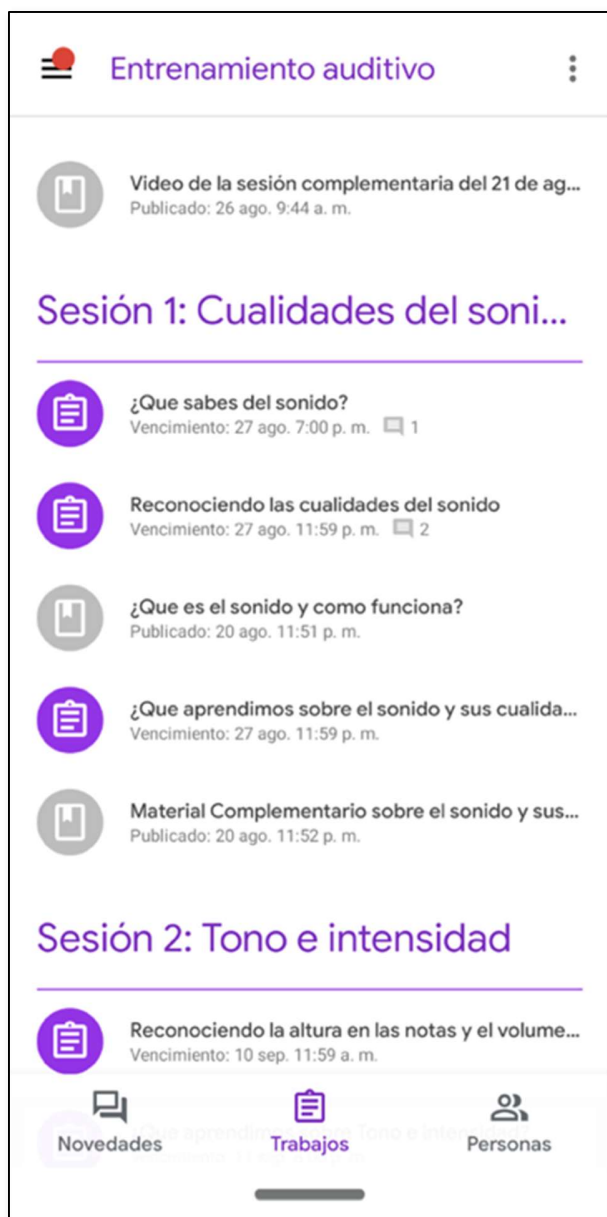 Entrenamiento auditivo
Video de la sesión complementaria del 21 de ag...
Publicado: 26 ago. 9:44 a. m.
Sesión 1: Cualidades del soni...
¿Que sabes del sonido?
Vencimiento: 27 ago. 7:00 p. m. 1
Reconociendo las cualidades del sonido
Vencimiento: 27 ago. 11:59 p. m. 2
¿Que es el sonido y como funciona?
Publicado: 20 ago. 11:51 p. m.
¿Que aprendimos sobre el sonido y sus cualida...
Vencimiento: 27 ago. 11:59 p. m.
Material Complementario sobre el sonido y sus...
Publicado: 20 ago. 11:52 p. m.
Sesión 2: Tono e intensidad
Reconociendo la altura en las notas y el volume...
Vencimiento: 10 sep. 11:59 a. m.
¿Que aprendimos sobre Tono e intensidad?
Novedades Trabajos Personas